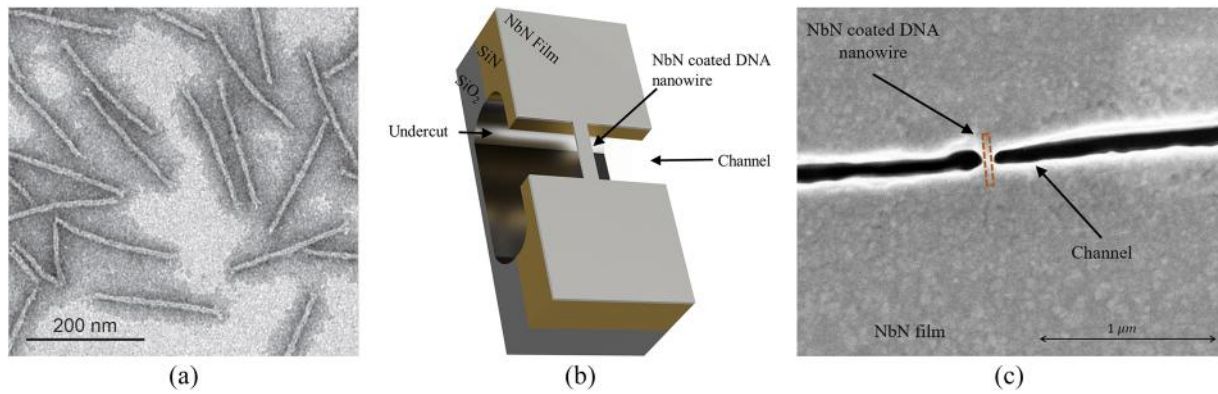 200 nm
(a)
NbN Film
SiN
SiO2
Undercut
NbN coated DNA
nanowire
Channel
(b)
NbN coated DNA
nanowire
Channel
NbN film
1 μm
(c)